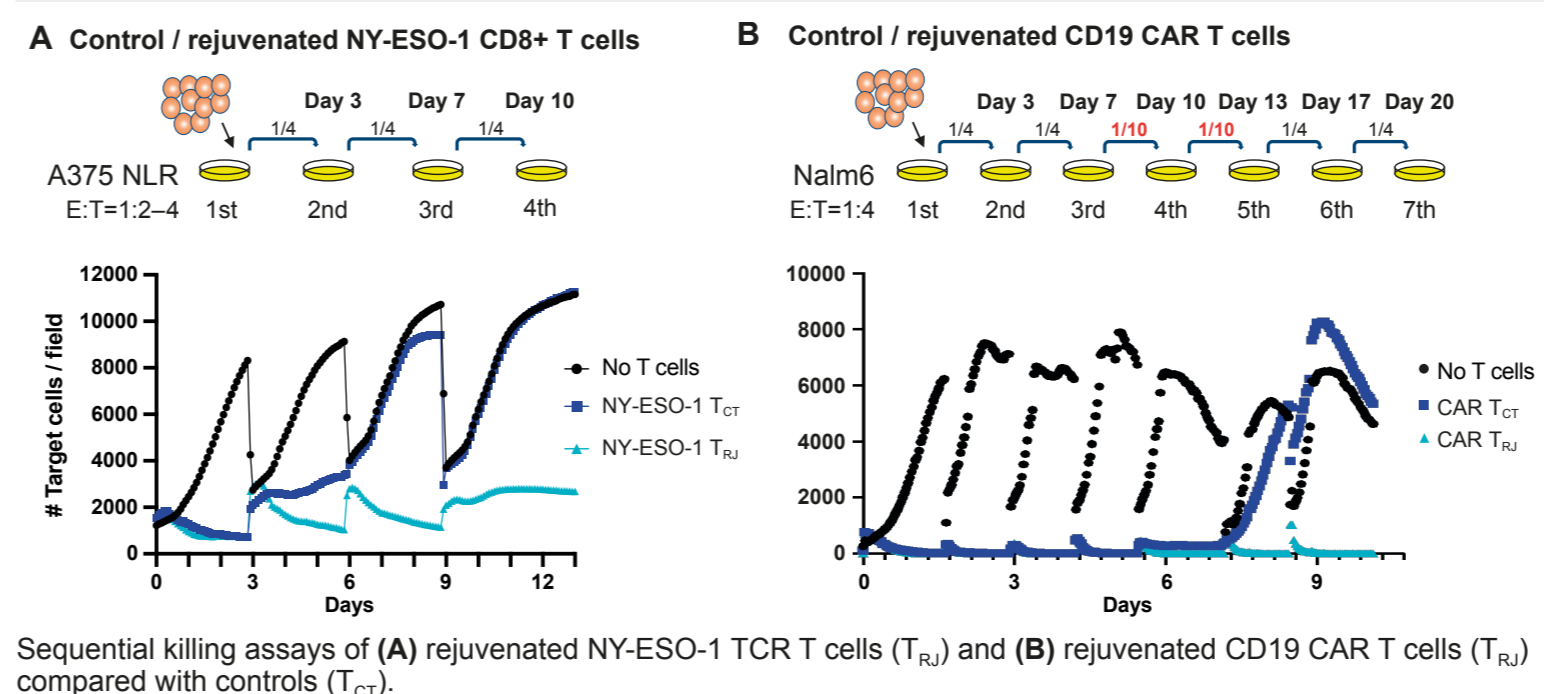 A Control / rejuvenated NY-ESO-1 CD8+ T cells
Day 3 Day 7 Day 10
1/4 1/4 1/4
A375 NLR
E:T=1:2–4 1st 2nd 3rd 4th
# Target cells / field
12000
10000
8000
6000
4000
2000
0
0 3 6 9 12
Days
No T cells
NY-ESO-1 TCT
NY-ESO-1 TRJ
B Control / rejuvenated CD19 CAR T cells
Day 3 Day 7 Day 10 Day 13 Day 17 Day 20
1/4 1/4 1/10 1/10 1/4 1/4
Nalm6
E:T=1:4 1st 2nd 3rd 4th 5th 6th 7th
10000
8000
6000
4000
2000
0
0 3 6 9
Days
No T cells
CAR TCT
CAR TRJ
Sequential killing assays of (A) rejuvenated NY-ESO-1 TCR T cells (TRJ) and (B) rejuvenated CD19 CAR T cells (TRJ)
compared with controls (TCT).